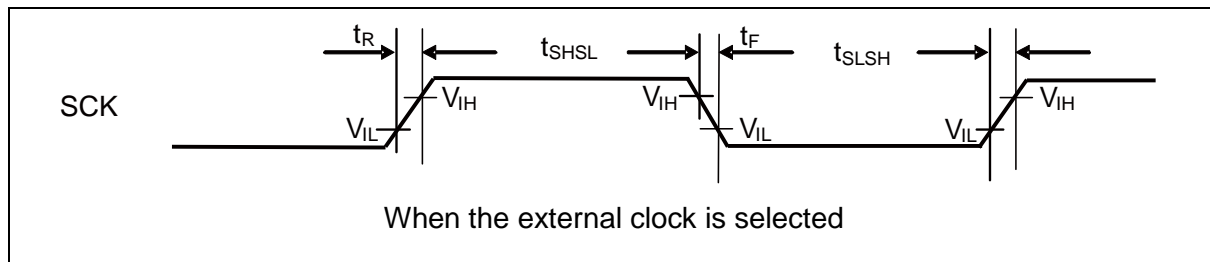 tR tSHSL tF tSLSH
SCK VIL VIH VIH VIL VIL VIH
When the external clock is selected